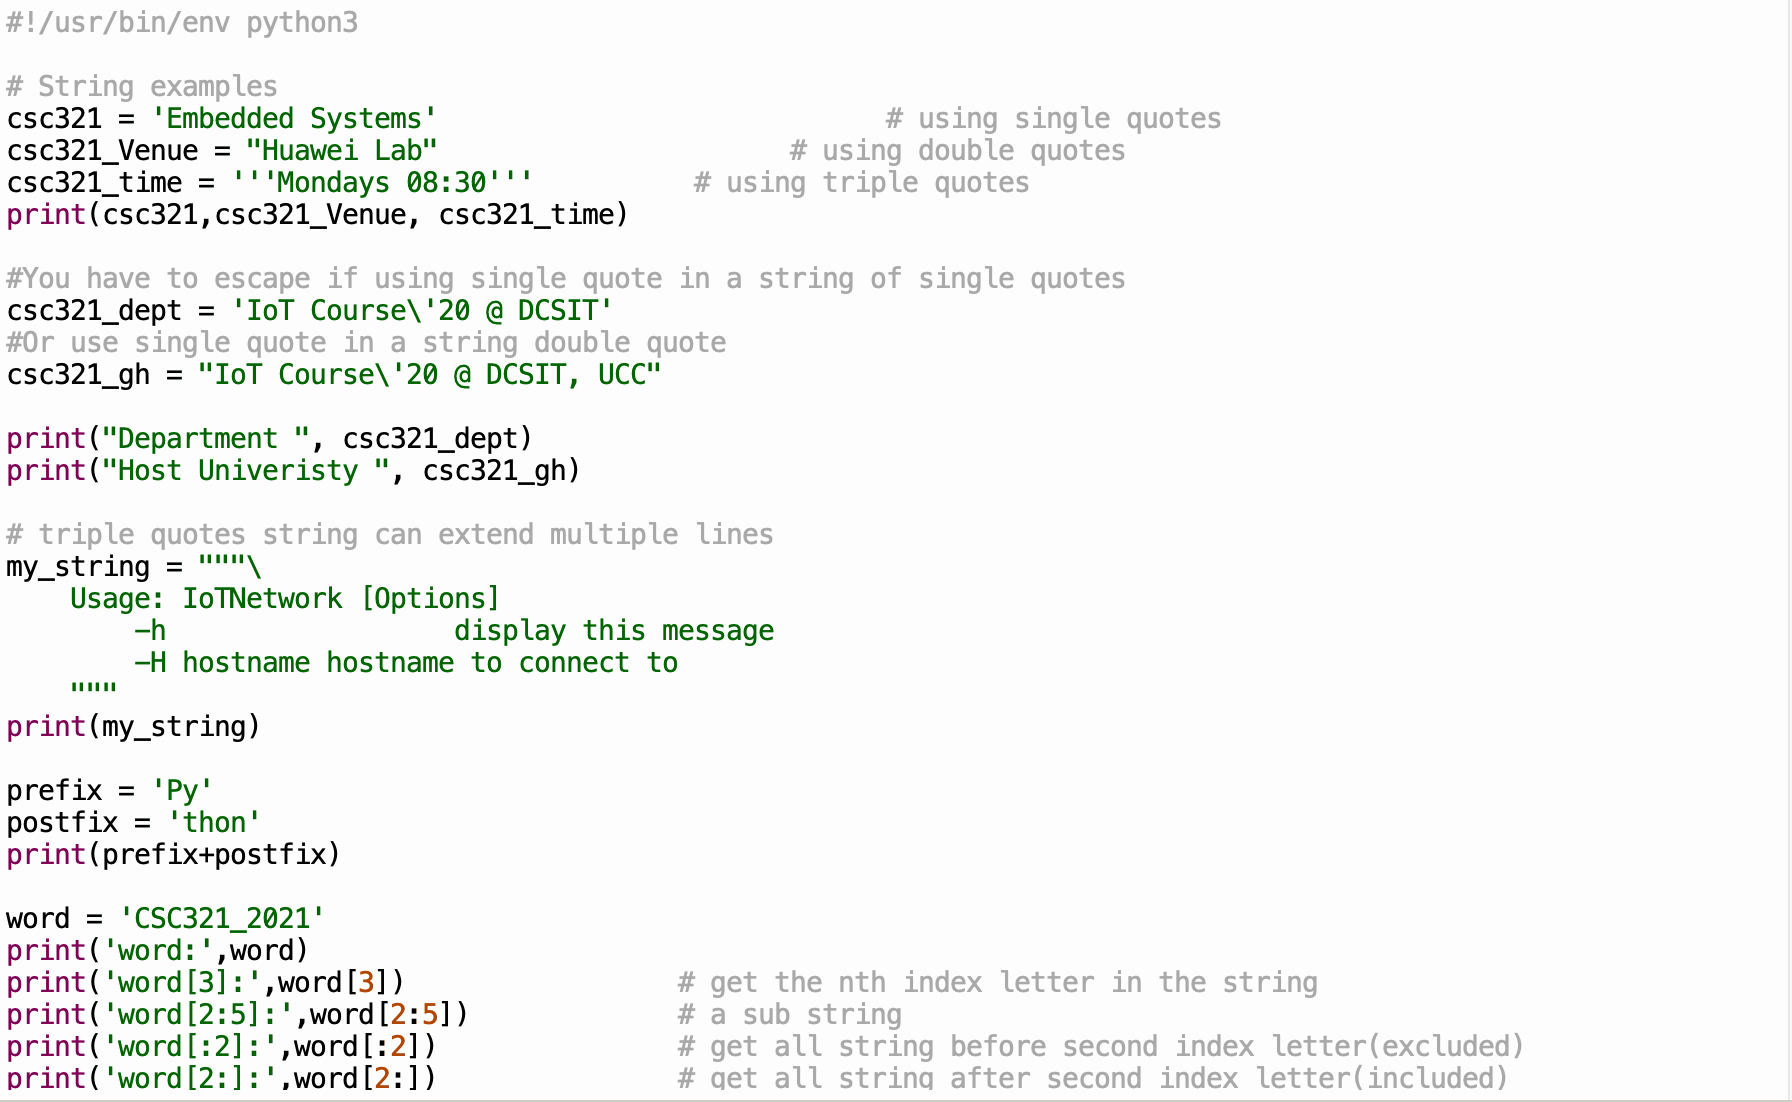 #!/usr/bin/env python3

# String examples
csc321 = 'Embedded Systems'                            # using single quotes
csc321_Venue = "Huawei Lab"                      # using double quotes
csc321_time = '''Mondays 08:30'''          # using triple quotes
print(csc321,csc321_Venue, csc321_time)

#You have to escape if using single quote in a string of single quotes
csc321_dept = 'IoT Course\'20 @ DCSIT'
#Or use single quote in a string double quote
csc321_gh = "IoT Course\'20 @ DCSIT, UCC"

print("Department ", csc321_dept)
print("Host Univeristy ", csc321_gh)

# triple quotes string can extend multiple lines
my_string = """\
    Usage: IoTNetwork [Options]
        -h                  display this message
        -H hostname hostname to connect to
    """
print(my_string)

prefix = 'Py'
postfix = 'thon'
print(prefix+postfix)

word = 'CSC321_2021'
print('word:',word)
print('word[3]:',word[3])                 # get the nth index letter in the string
print('word[2:5]:',word[2:5])             # a sub string
print('word[:2]:',word[:2])               # get all string before second index letter(excluded)
print('word[2:]:',word[2:])               # get all string after second index letter(included)